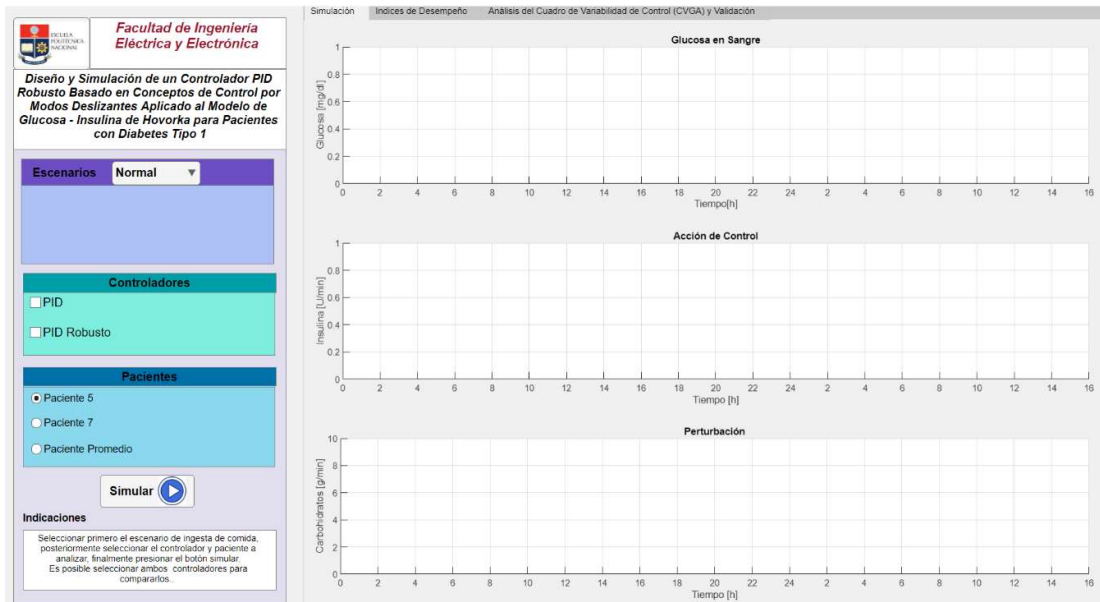 ESCUELA
POLITÉCNICA
NACIONAL
Facultad de Ingeniería
Eléctrica y Electrónica
Diseño y Simulación de un Controlador PID
Robusto Basado en Conceptos de Control por
Modos Deslizantes Aplicado al Modelo de
Glucosa - Insulina de Hovorka para Pacientes
con Diabetes Tipo 1
Escenarios Normal
Controladores
PID
PID Robusto
Pacientes
Paciente 5
Paciente 7
Paciente Promedio
Simular
Indicaciones
Seleccionar primero el escenario de ingesta de comida,
posteriormente seleccionar el controlador y paciente a
analizar, finalmente presionar el botón simular.
Es posible seleccionar ambos controladores para
compararlos.
Simulación Indices de Desempeño Análisis del Cuadro de Variabilidad de Control (CVGA) y Validación
Glucosa en Sangre
Glucosa [mg/dl]
1
0.8
0.6
0.4
0.2
0
0 2 4 6 8 10 12 14 16 18 20 22 24 2 4 6 8 10 12 14 16
Tiempo[h]
Acción de Control
Insulina [U/min]
1
0.8
0.6
0.4
0.2
0
0 2 4 6 8 10 12 14 16 18 20 22 24 2 4 6 8 10 12 14 16
Tiempo [h]
Perturbación
Carbohidratos [g/min]
10
8
6
4
2
0
0 2 4 6 8 10 12 14 16 18 20 22 24 2 4 6 8 10 12 14 16
Tiempo [h]